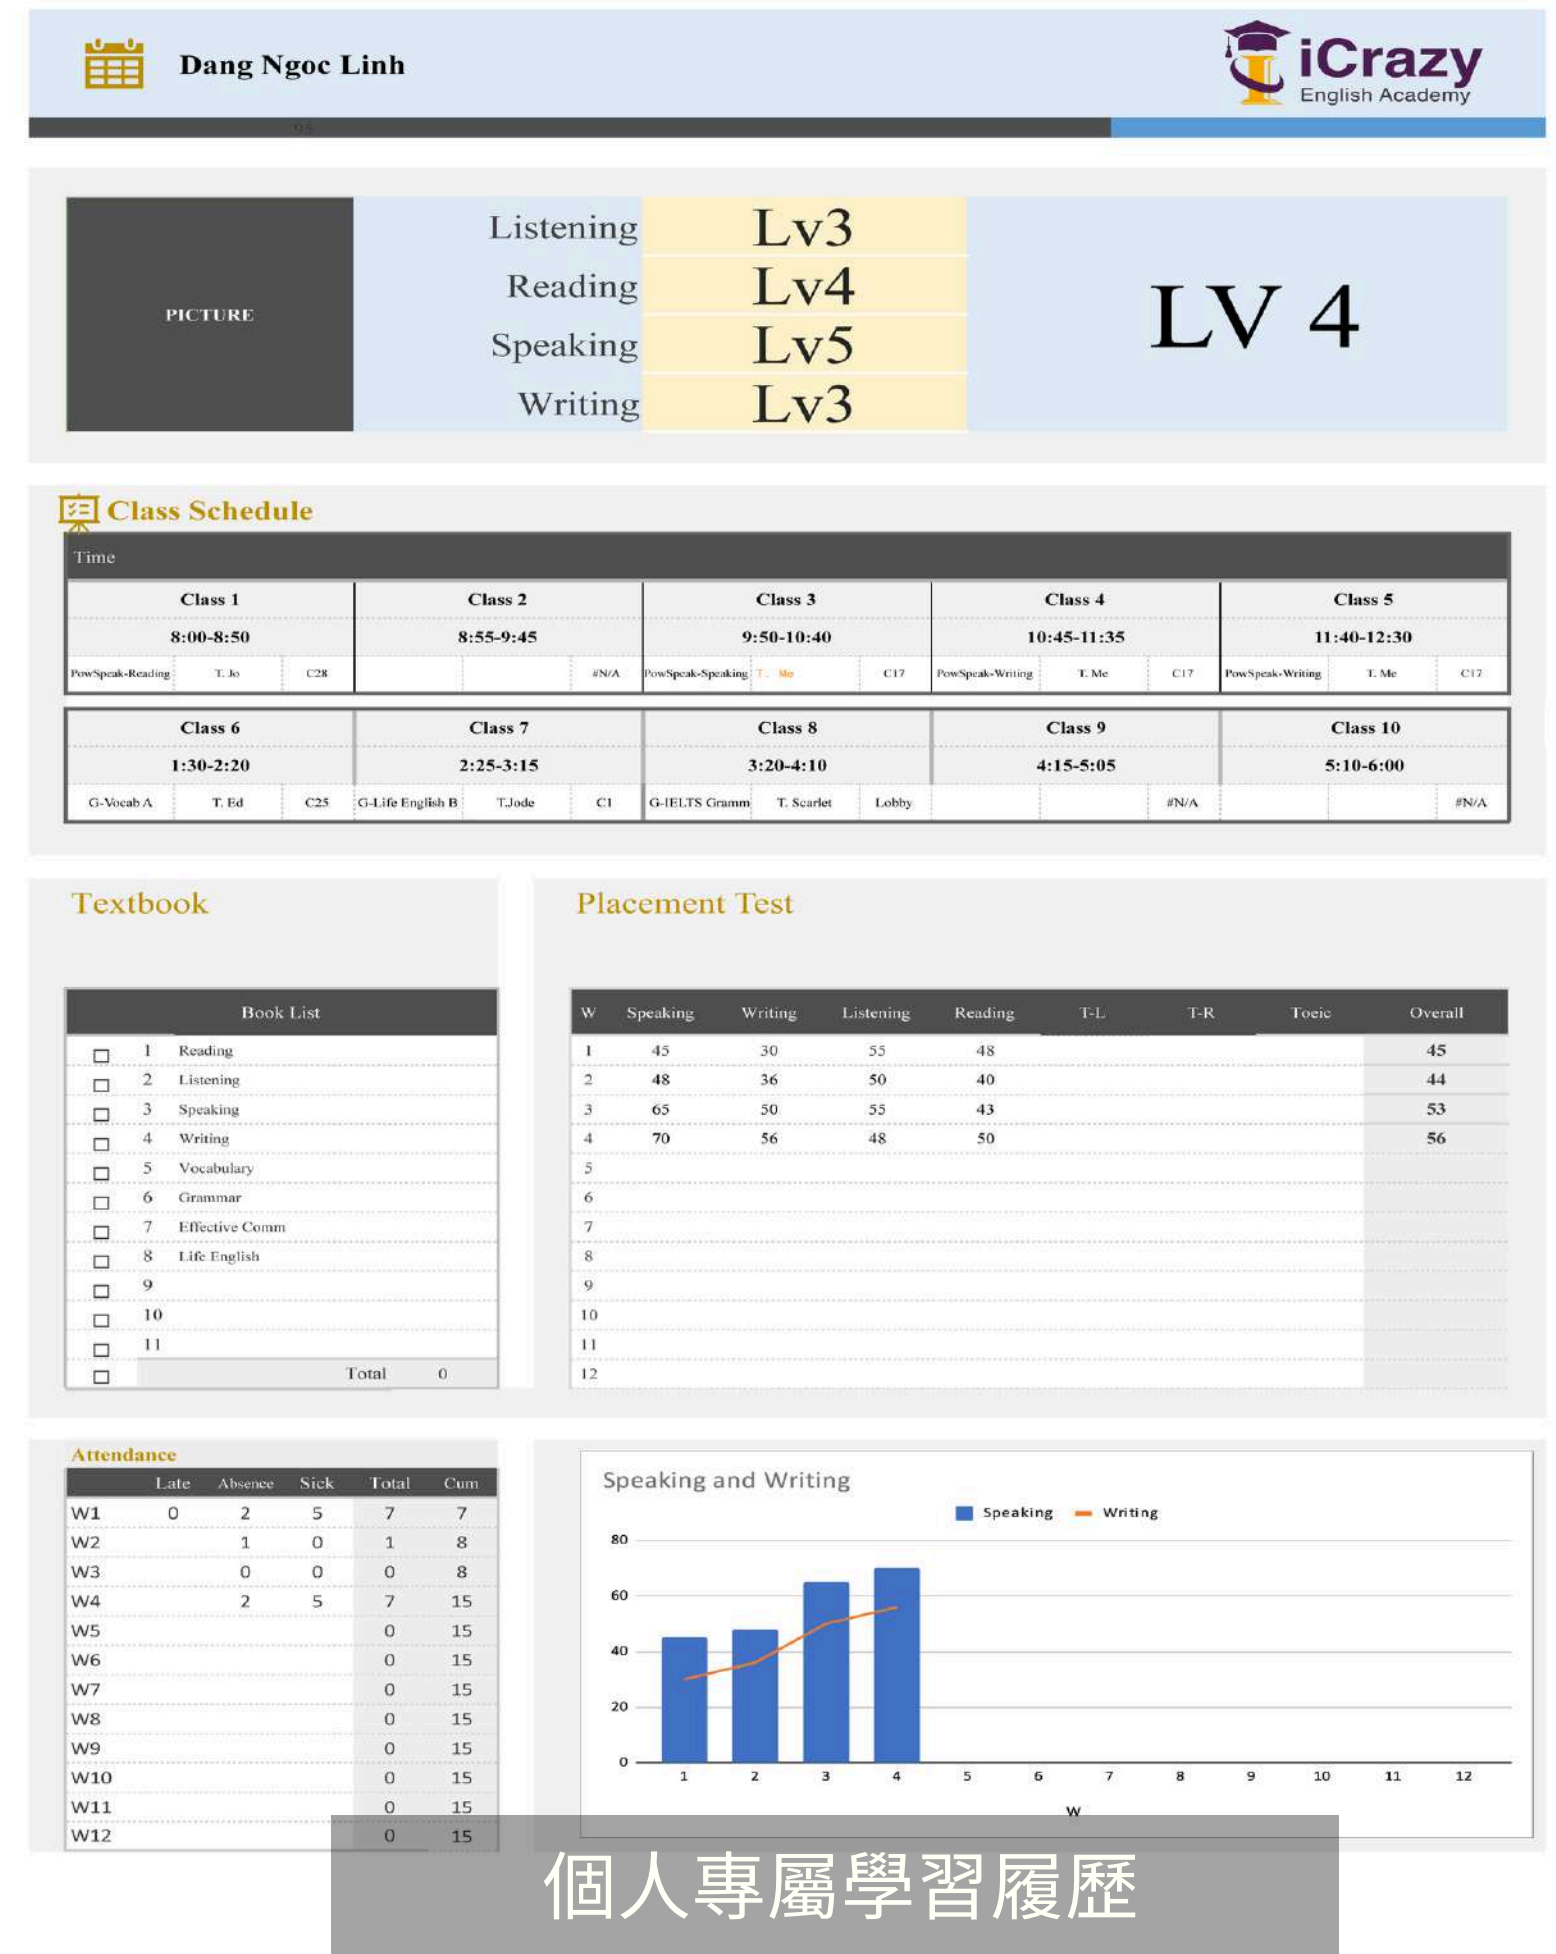 Dang Ngoc Linh
iCrazy
English Academy
95
PICTURE
Listening Lv3
Reading Lv4
Speaking Lv5
Writing Lv3
LV 4
Class Schedule
Time
Class 1 Class 2 Class 3 Class 4 Class 5
8:00-8:50 8:55-9:45 9:50-10:40 10:45-11:35 11:40-12:30
PowSpeak-Reading T. Jo C28 #N/A PowSpeak-Speaking T. Me C17 PowSpeak-Writing T. Me C17 PowSpeak-Writing T. Me C17
Class 6 Class 7 Class 8 Class 9 Class 10
1:30-2:20 2:25-3:15 3:20-4:10 4:15-5:05 5:10-6:00
G-Vocab A T. Ed C25 G-Life English B T.Jode C1 G-IELTS Gramm T. Scarlet Lobby #N/A #N/A
Textbook
Book List
1 Reading
2 Listening
3 Speaking
4 Writing
5 Vocabulary
6 Grammar
7 Effective Comm
8 Life English
9
10
11
Total 0
Placement Test
W Speaking Writing Listening Reading T-L T-R Toeic Overall
1 45 30 55 48 45
2 48 36 50 40 44
3 65 50 55 43 53
4 70 56 48 50 56
5
6
7
8
9
10
11
12
Attendance
Late Absence Sick Total Cum
W1 0 2 5 7 7
W2 1 0 1 8
W3 0 0 0 8
W4 2 5 7 15
W5 0 15
W6 0 15
W7 0 15
W8 0 15
W9 0 15
W10 0 15
W11 0 15
W12 0 15
Speaking and Writing
Speaking Writing
80
60
40
20
0
1 2 3 4 5 6 7 8 9 10 11 12
W
個人專屬學習履歷